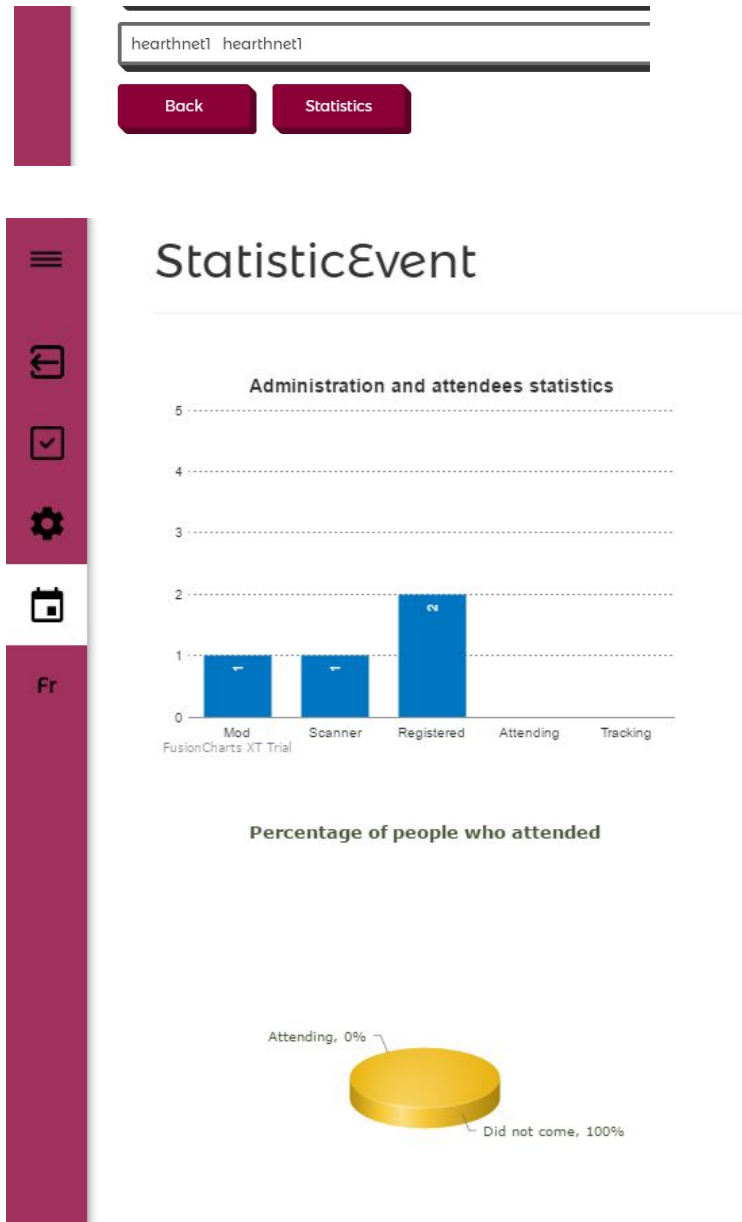 hearthnet1 hearthnet1
Back Statistics
StatisticEvent
Administration and attendees statistics
5
4
3
2
2
1
1 1
0
Mod Scanner Registered Attending Tracking
FusionCharts XT Trial
Fr
Percentage of people who attended
Attending, 0%
Did not come, 100%